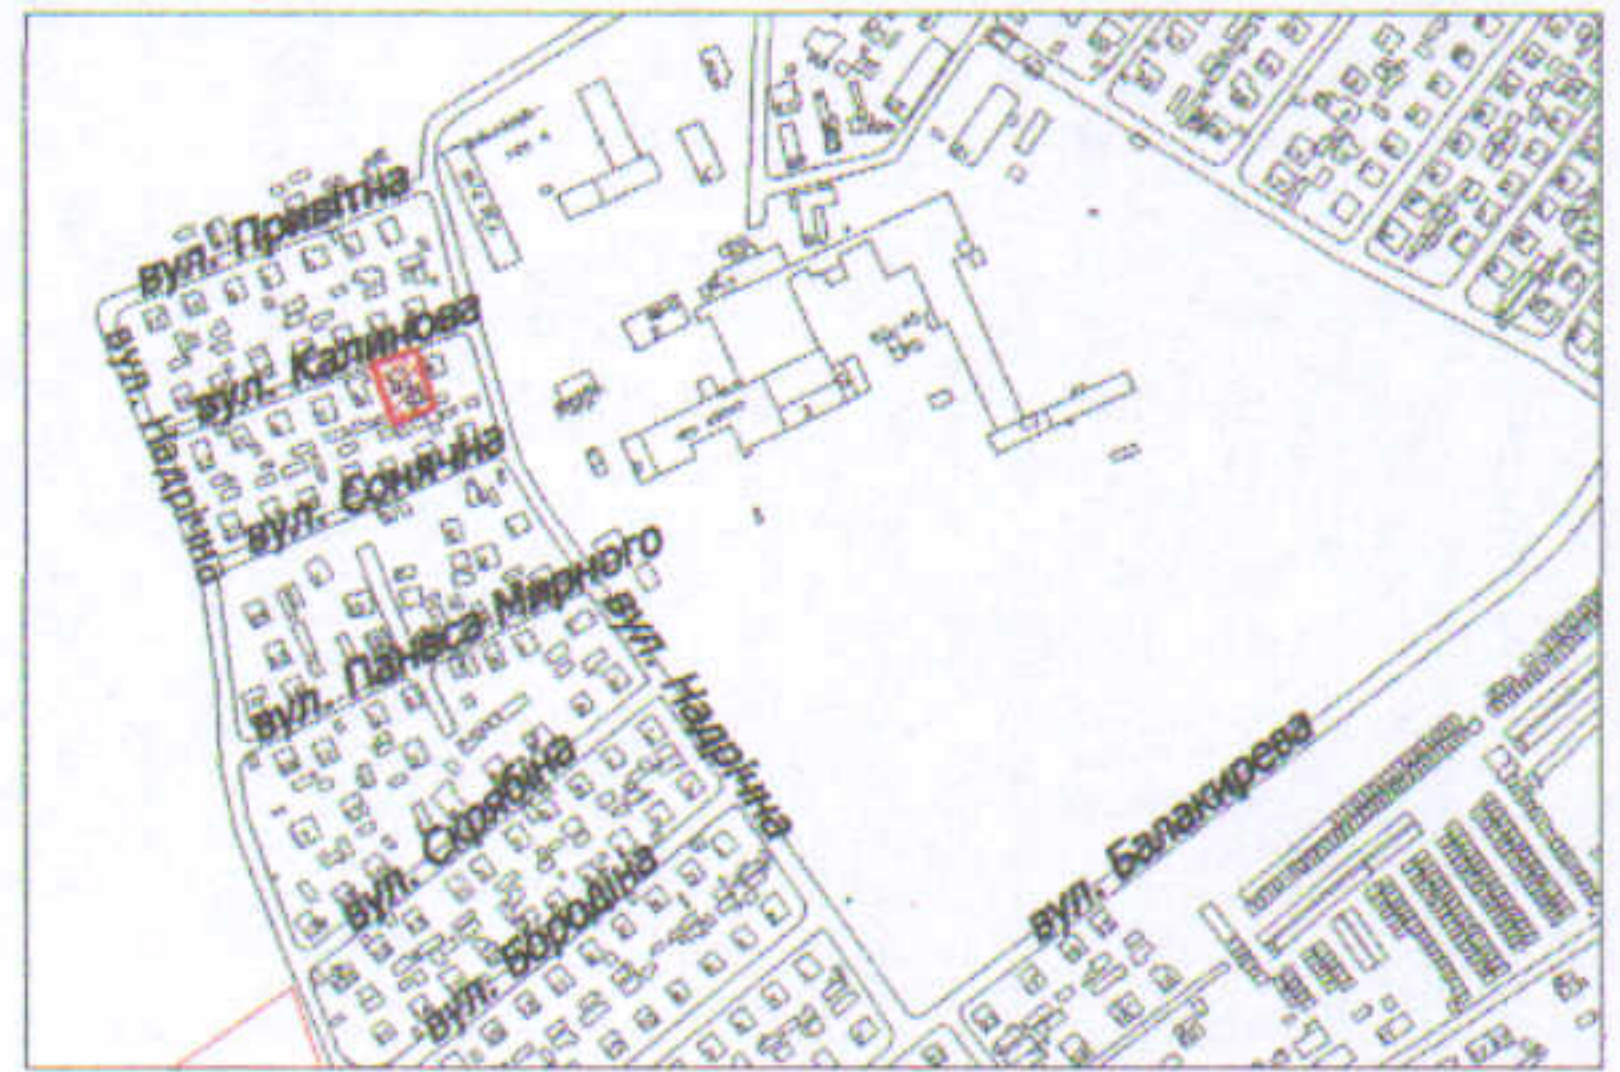 вул. Привітна
вул. Калинова
вул. Надрічна
вул. Сонячна
вул. Панаса Мирного
вул. Надрічна
вул. Скрябіна
вул. Бородіна
вул. Балакирева